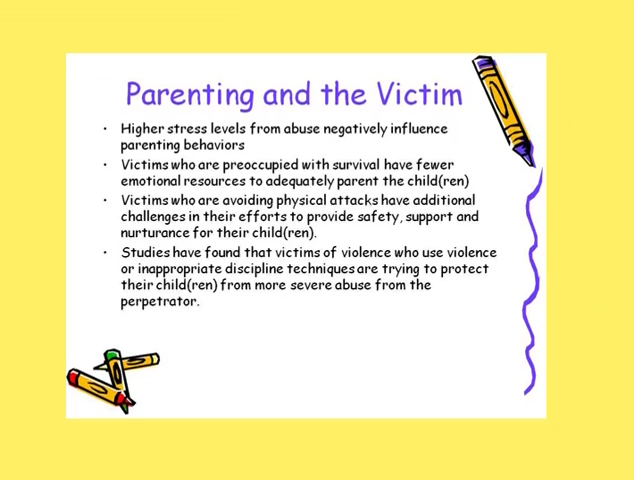 Parenting and the Victim
• Higher stress levels from abuse negatively influence
parenting behaviors
• Victims who are preoccupied with survival have fewer
emotional resources to adequately parent the child(ren)
• Victims who are avoiding physical attacks have additional
challenges in their efforts to provide safety, support and
nurturance for their child(ren).
• Studies have found that victims of violence who use violence
or inappropriate discipline techniques are trying to protect
their child(ren) from more severe abuse from the
perpetrator.